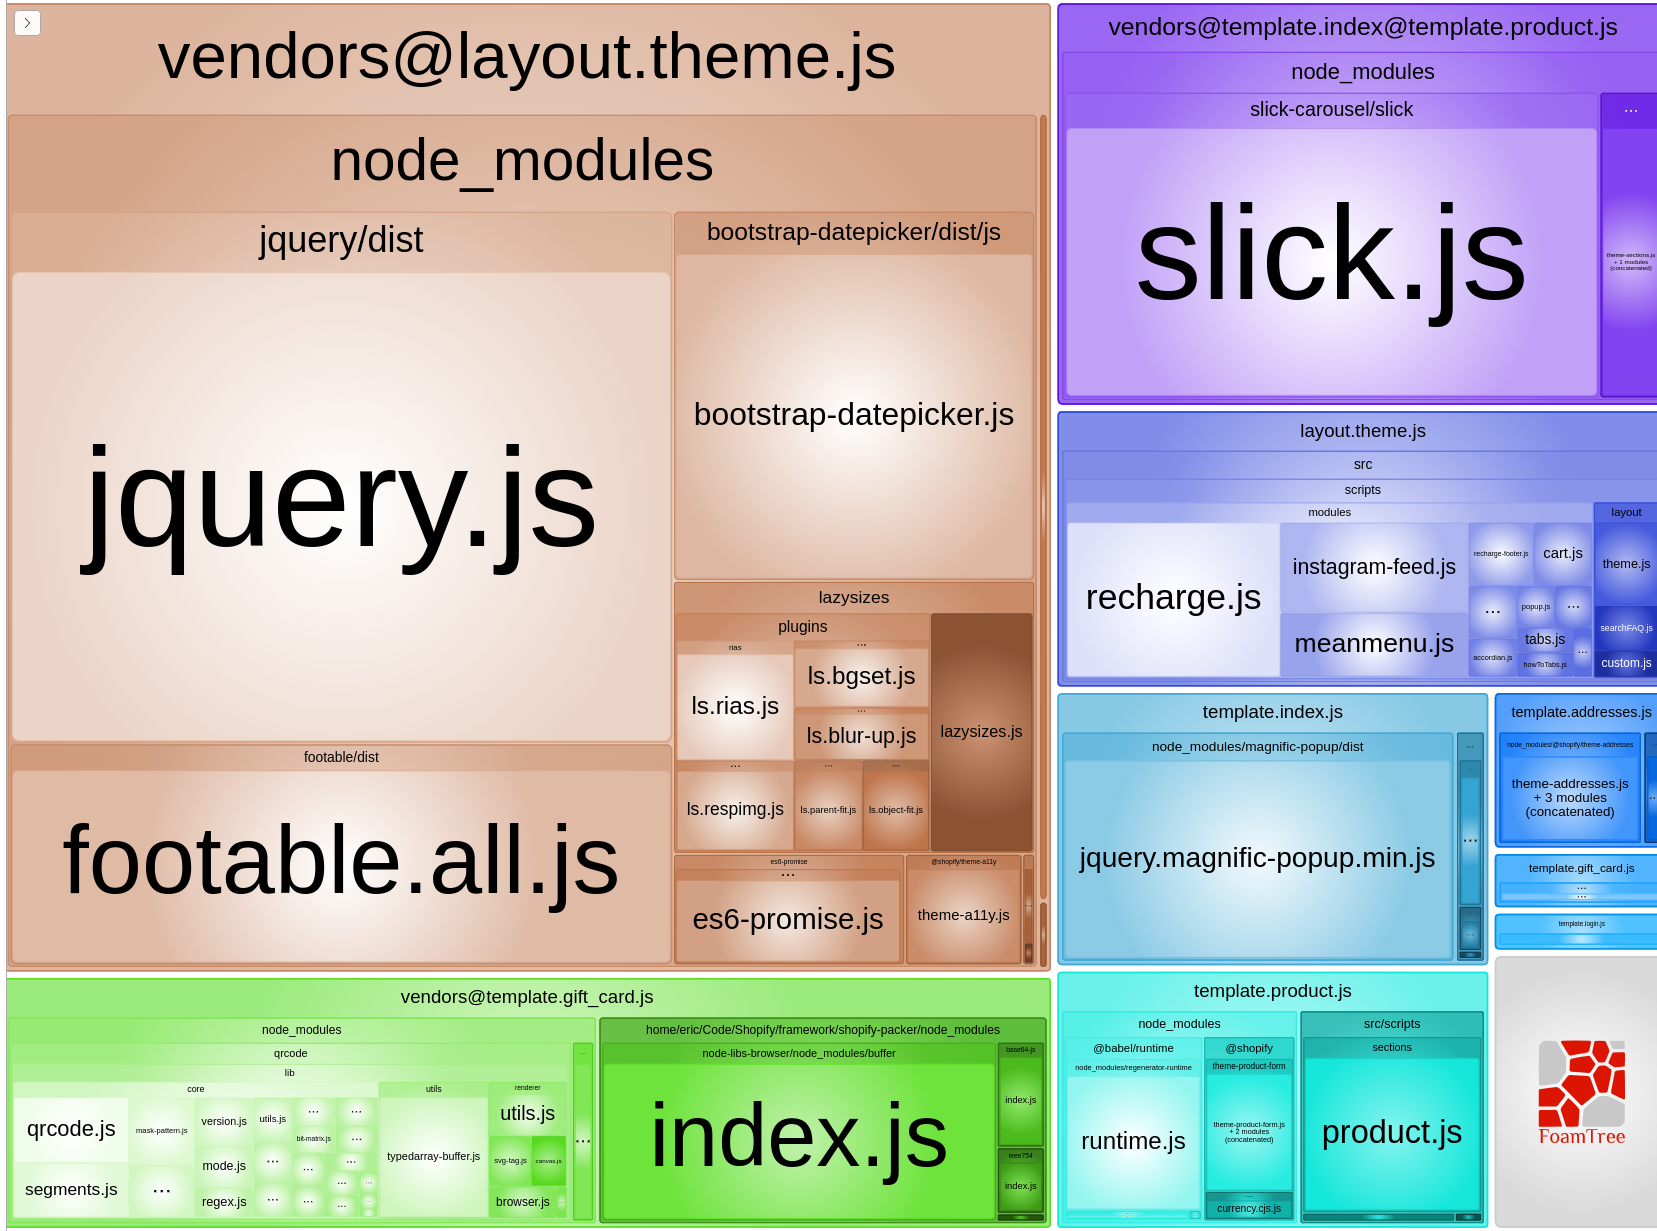 vendors@layout.theme.js
node_modules
jquery/dist
jquery.js
footable/dist
footable.all.js
bootstrap-datepicker/dist/js
bootstrap-datepicker.js
lazysizes
plugins
rias
ls.rias.js
...
ls.bgset.js
...
ls.blur-up.js
...
ls.respimg.js
...
ls.parent-fit.js
...
ls.object-fit.js
lazysizes.js
es6-promise
...
es6-promise.js
@shopify/theme-a11y
theme-a11y.js
vendors@template.index@template.product.js
node_modules
slick-carousel/slick
slick.js
...
theme-sections.js
+ 1 modules
(concatenated)
layout.theme.js
src
scripts
modules
recharge.js
instagram-feed.js
meanmenu.js
recharge-footer.js
cart.js
...
popup.js
...
accordian.js
tabs.js
howToTabs.js
...
layout
theme.js
searchFAQ.js
custom.js
template.index.js
node_modules/magnific-popup/dist
jquery.magnific-popup.min.js
...
...
template.addresses.js
node_modules/@shopify/theme-addresses
theme-addresses.js
+ 3 modules
(concatenated)
...
template.gift_card.js
...
...
template.login.js
vendors@template.gift_card.js
node_modules
qrcode
lib
core
qrcode.js
mask-pattern.js
version.js
utils.js
...
...
bit-matrix.js
...
segments.js
...
mode.js
...
...
...
regex.js
...
...
...
...
utils
typedarray-buffer.js
renderer
utils.js
svg-tag.js
canvas.js
browser.js
...
...
home/eric/Code/Shopify/framework/shopify-packer/node_modules
node-libs-browser/node_modules/buffer
index.js
base64-js
index.js
ieee754
index.js
template.product.js
node_modules
@babel/runtime
node_modules/regenerator-runtime
runtime.js
@shopify
theme-product-form
theme-product-form.js
+ 2 modules
(concatenated)
...
currency.cjs.js
src/scripts
sections
product.js
FoamTree